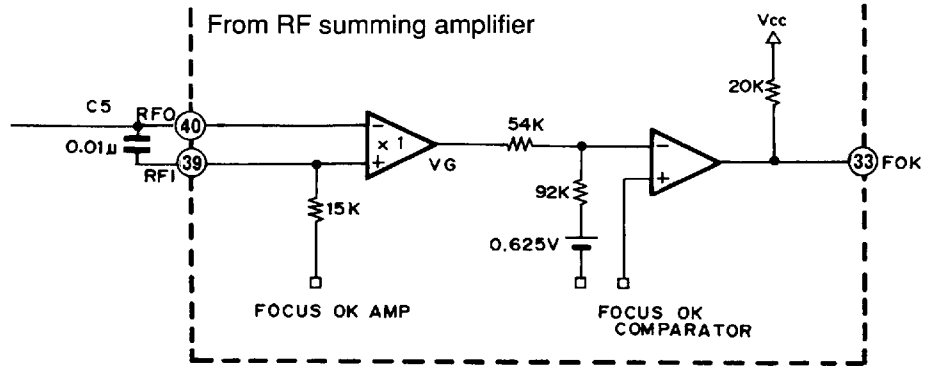 From RF summing amplifier
Vcc
20K
C5
RFO
40
0.01μ
54K
× 1
VG
33
FOK
39
RFI
15K
92K
0.625V
FOCUS OK AMP
FOCUS OK
COMPARATOR